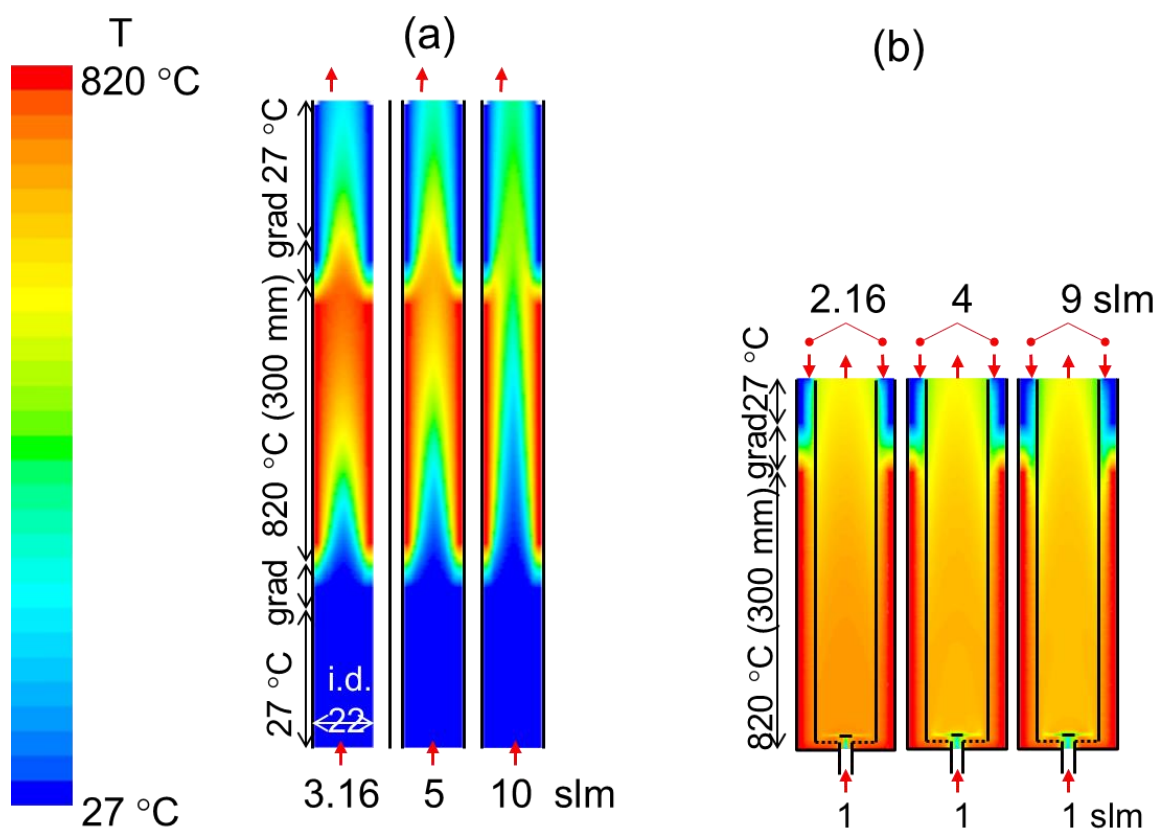 T
820 °C
27 °C
(a)
27 °C
grad
820 °C (300 mm)
grad
27 °C
i.d.
22
3.16 5 10 slm
(b)
2.16 4 9 slm
27 °C
grad
820 °C (300 mm)
1 1 1 slm